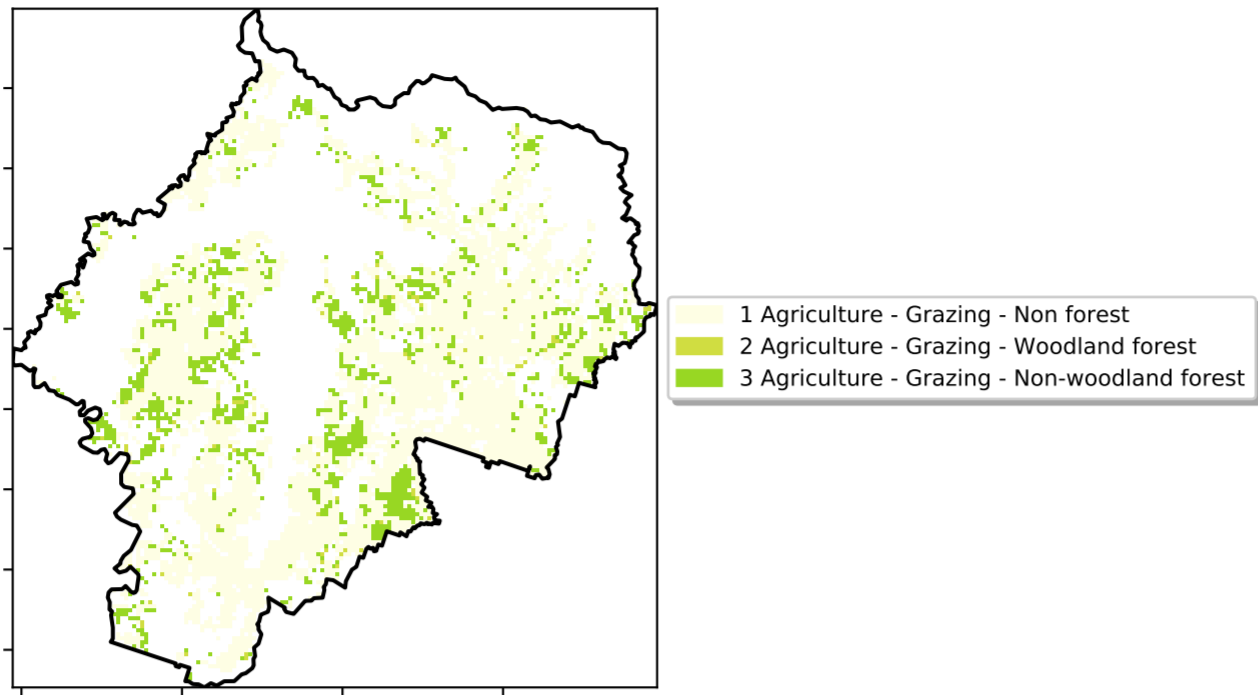 1 Agriculture - Grazing - Non forest
2 Agriculture - Grazing - Woodland forest
3 Agriculture - Grazing - Non-woodland forest